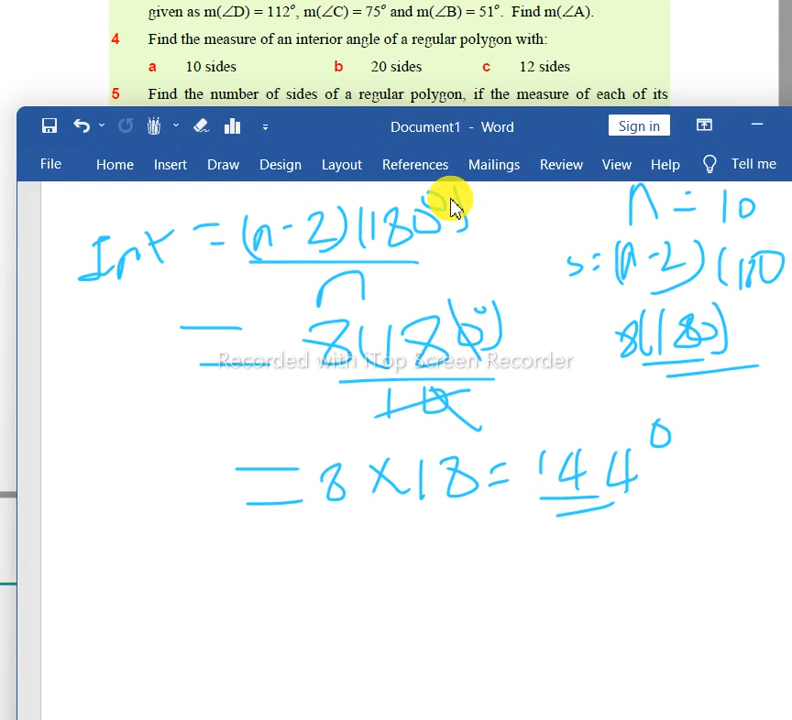 given as m(∠D) = 112°, m(∠C) = 75° and m(∠B) = 51°. Find m(∠A).
4 Find the measure of an interior angle of a regular polygon with:
a 10 sides b 20 sides c 12 sides
5 Find the number of sides of a regular polygon, if the measure of each of its
Document1 - Word Sign in
File Home Insert Draw Design Layout References Mailings Review View Help Tell me
n = 10
Int = (n-2)(180°)
n
s = (n-2)(180
= 8(180°)
10
8(180)
Recorded with iTop Screen Recorder
= 8 × 18 = 144°